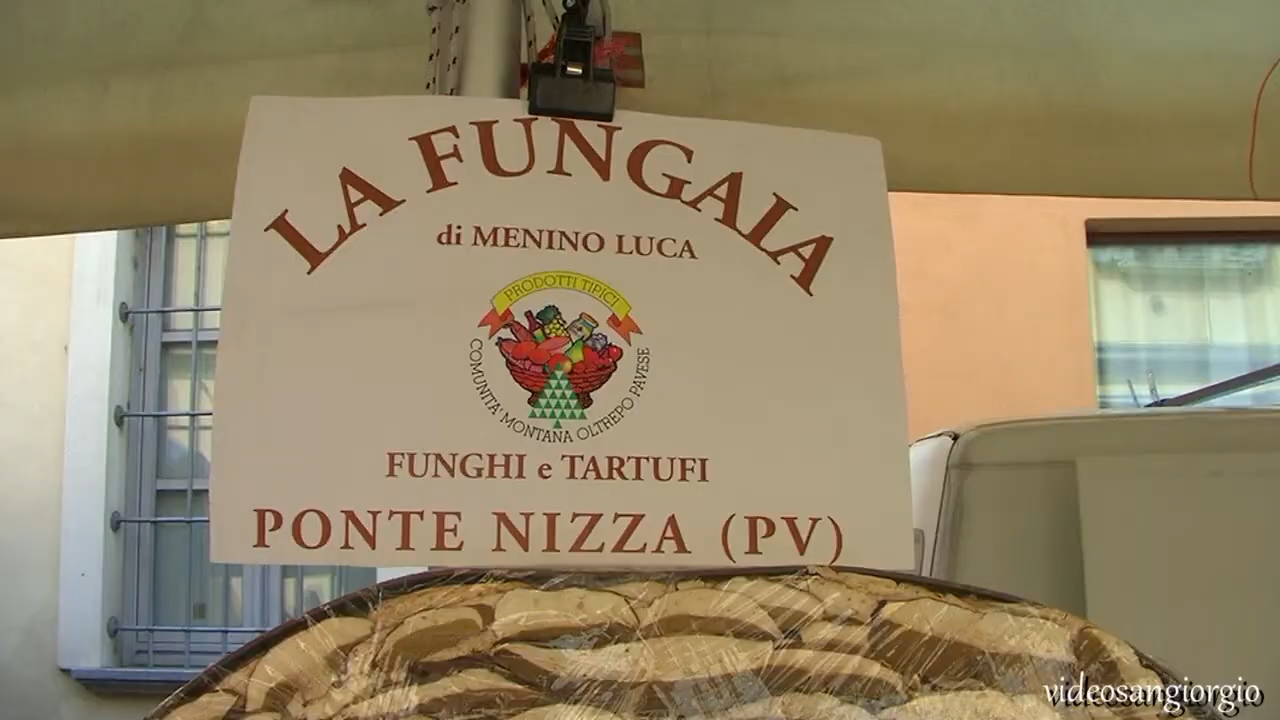 LA FUNGAIA
di MENINO LUCA
PRODOTTI TIPICI
COMUNITA' MONTANA OLTREPO PAVESE
FUNGHI e TARTUFI
PONTE NIZZA (PV)
videosangiorgio